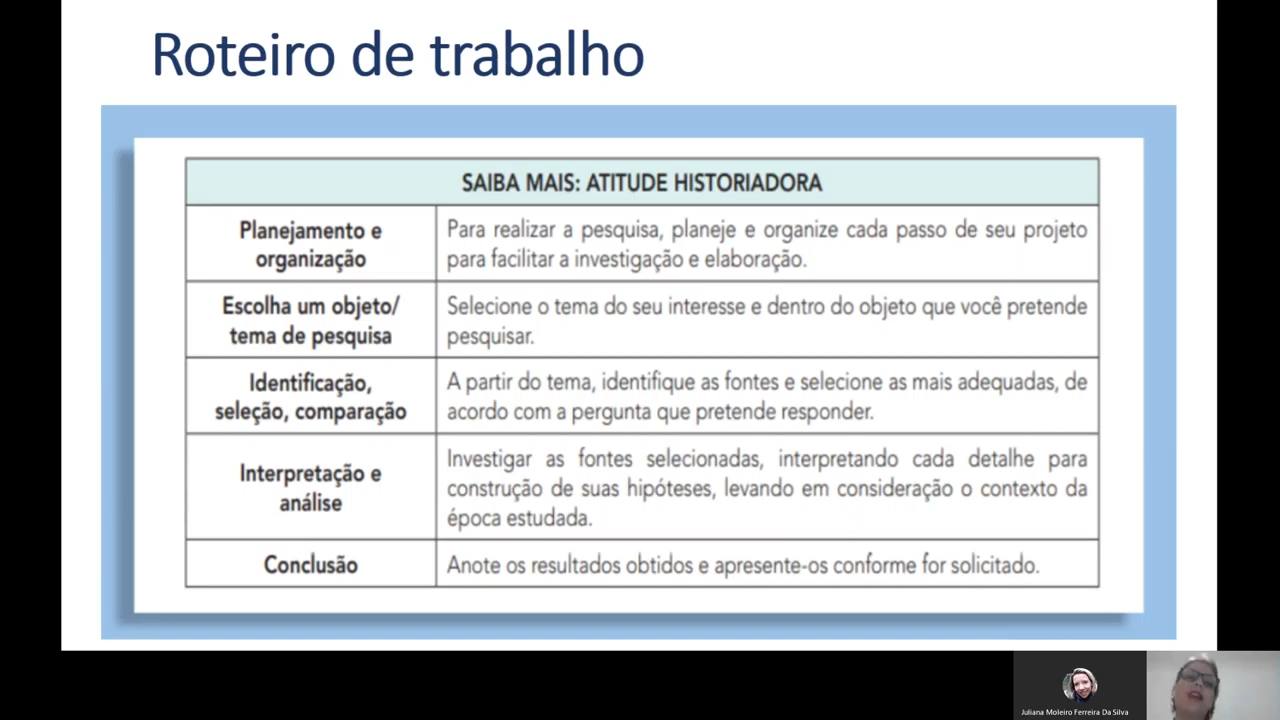 Roteiro de trabalho
SAIBA MAIS: ATITUDE HISTORIADORA
Planejamento e
organização
Para realizar a pesquisa, planeje e organize cada passo de seu projeto
para facilitar a investigação e elaboração.
Escolha um objeto/
tema de pesquisa
Selecione o tema do seu interesse e dentro do objeto que você pretende
pesquisar.
Identificação,
seleção, comparação
A partir do tema, identifique as fontes e selecione as mais adequadas, de
acordo com a pergunta que pretende responder.
Interpretação e
análise
Investigar as fontes selecionadas, interpretando cada detalhe para
construção de suas hipóteses, levando em consideração o contexto da
época estudada.
Conclusão
Anote os resultados obtidos e apresente-os conforme for solicitado.
Juliana Moleiro Ferreira Da Silva